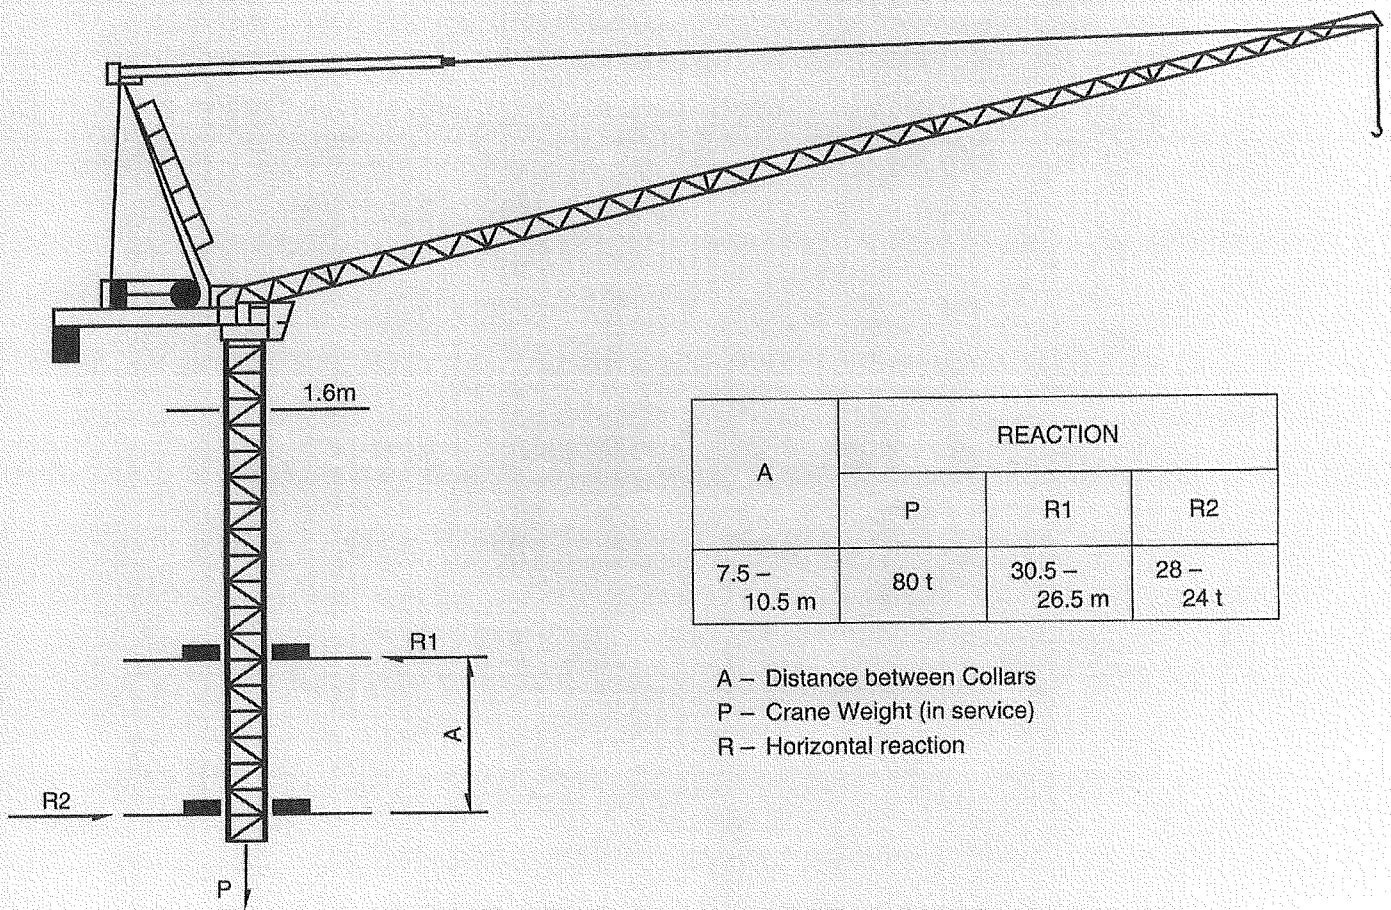 1.6m
R1
A
R2
P
REACTION
A
P
R1
R2
7.5 –
10.5 m
80 t
30.5 –
26.5 m
28 –
24 t
A – Distance between Collars
P – Crane Weight (in service)
R – Horizontal reaction